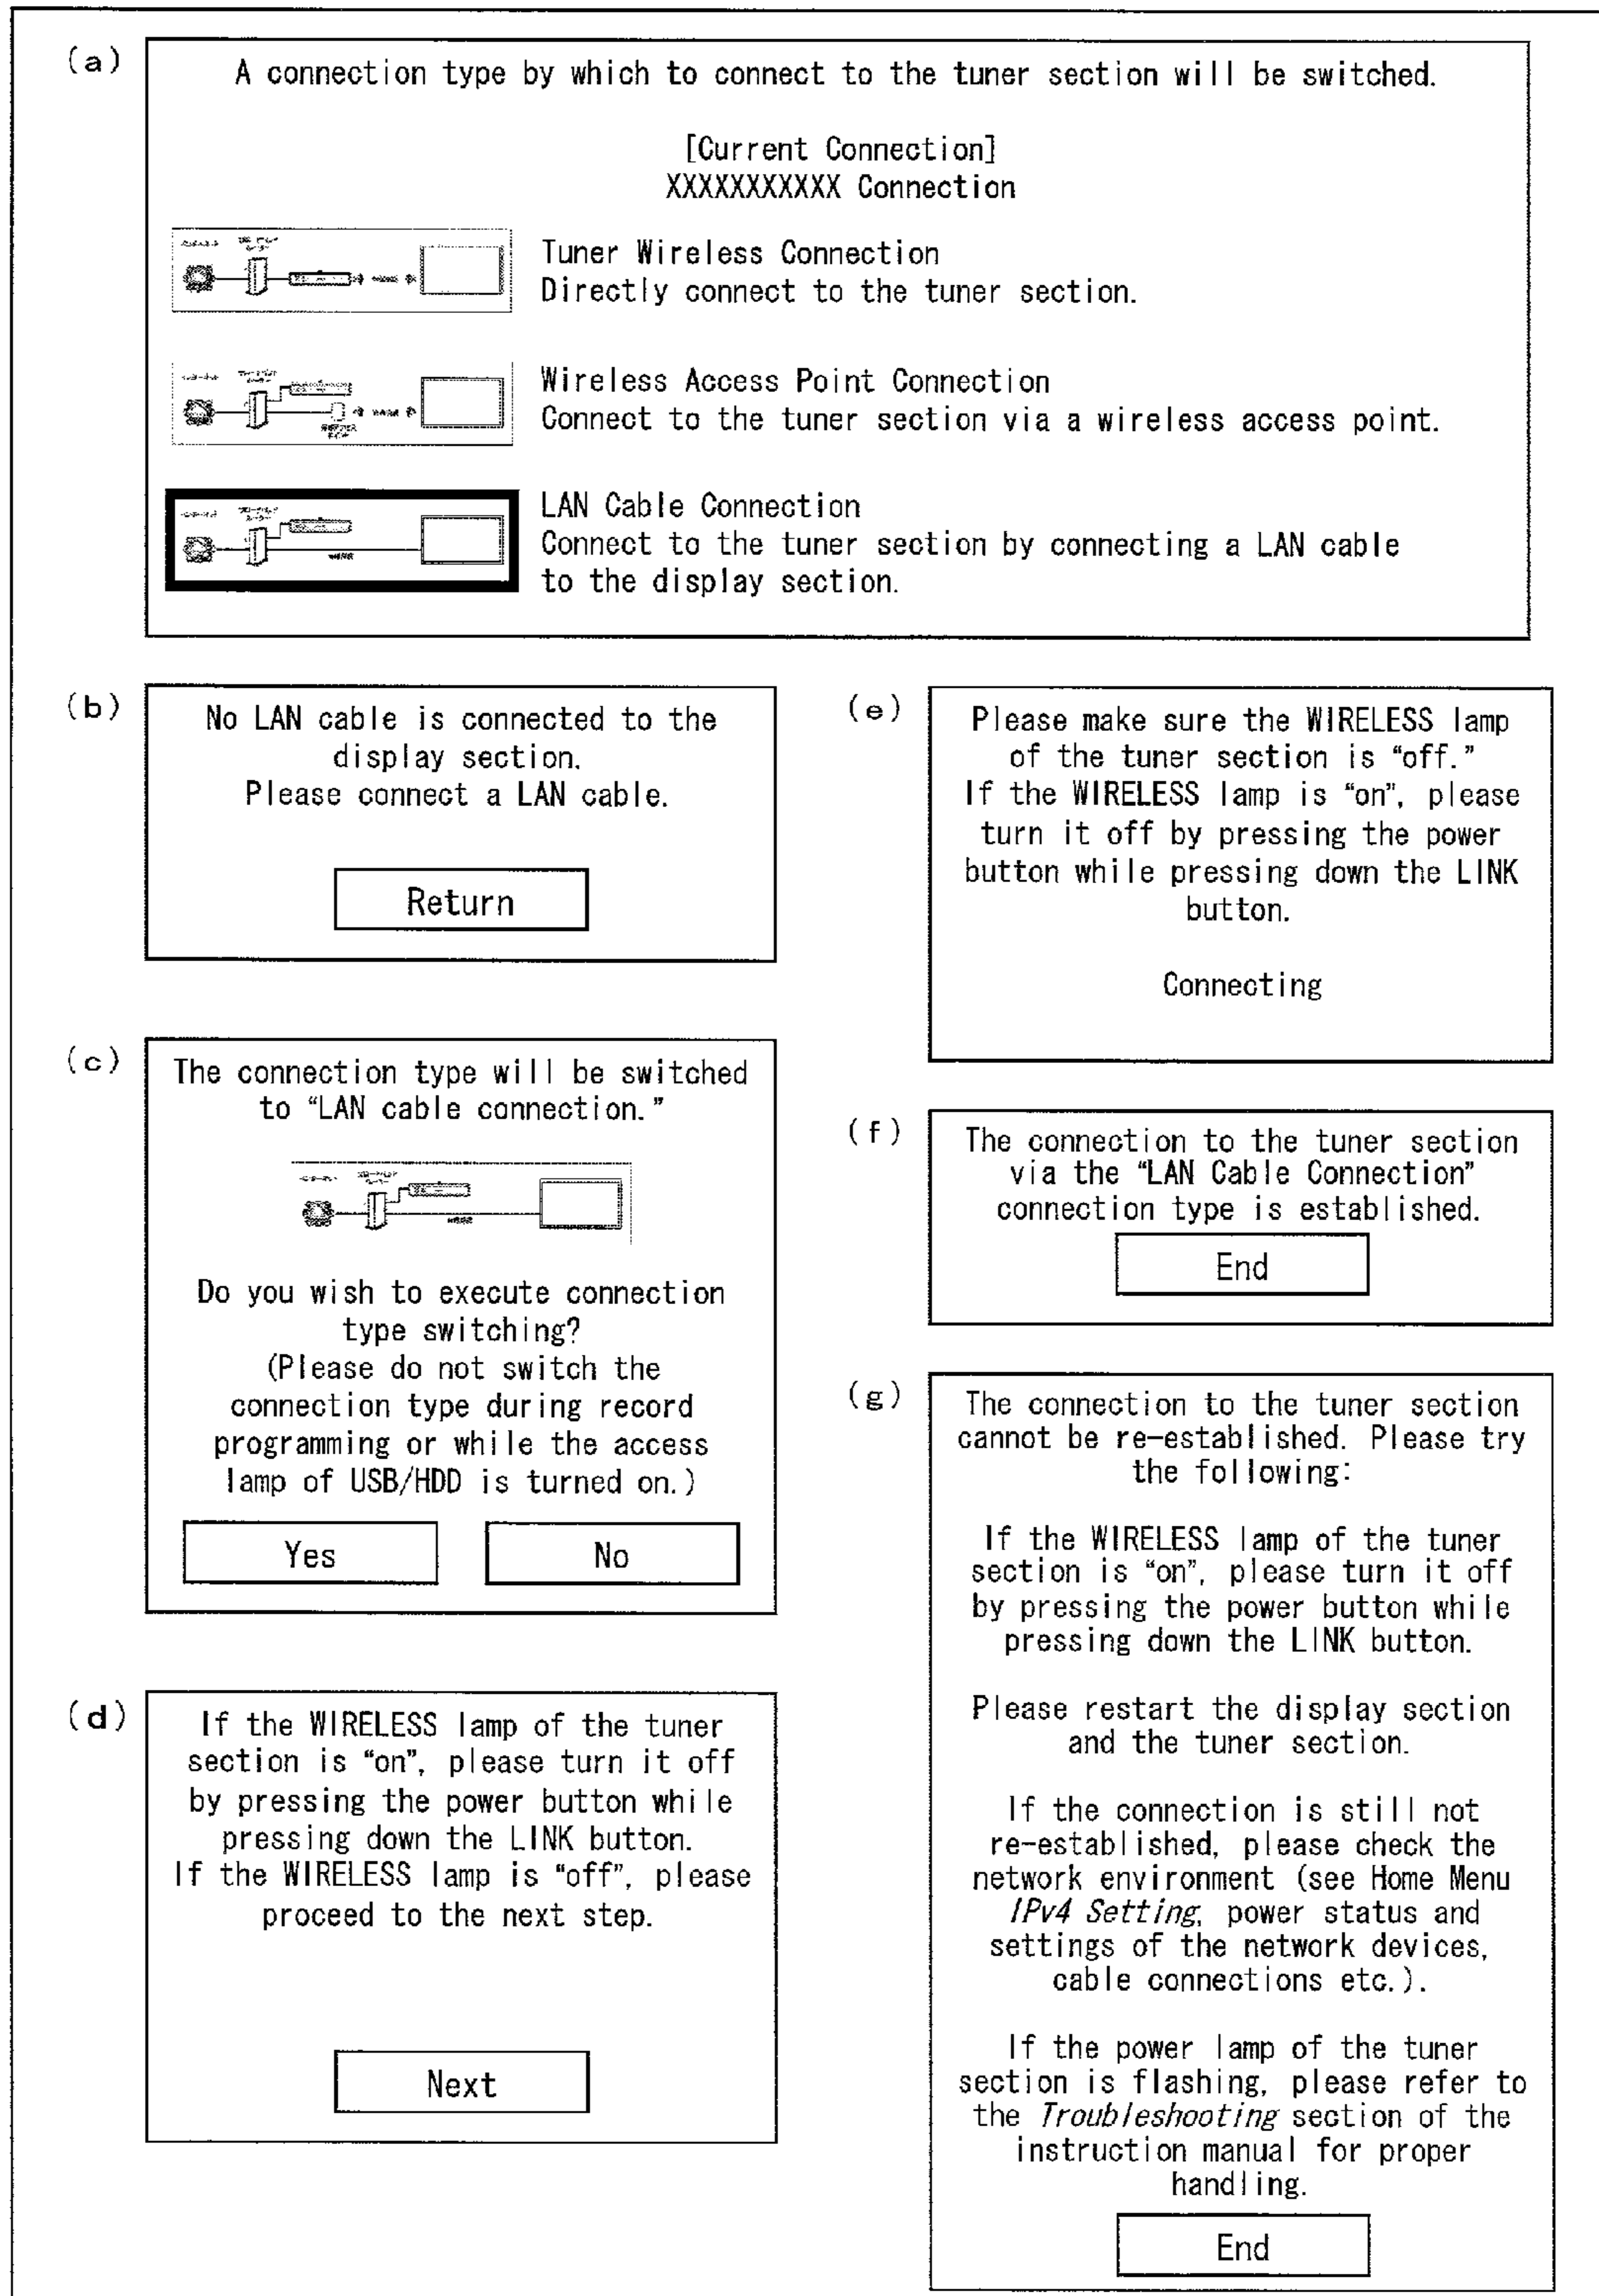 (a)
A connection type by which to connect to the tuner section will be switched.
[Current Connection]
XXXXXXXXXXX Connection
Tuner Wireless Connection
Directly connect to the tuner section.
Wireless Access Point Connection
Connect to the tuner section via a wireless access point.
LAN Cable Connection
Connect to the tuner section by connecting a LAN cable
to the display section.
(b)
No LAN cable is connected to the
display section.
Please connect a LAN cable.
Return
(c)
The connection type will be switched
to “LAN cable connection.”
Do you wish to execute connection
type switching?
(Please do not switch the
connection type during record
programming or while the access
lamp of USB/HDD is turned on.)
Yes
No
(d)
If the WIRELESS lamp of the tuner
section is “on”, please turn it off
by pressing the power button while
pressing down the LINK button.
If the WIRELESS lamp is “off”, please
proceed to the next step.
Next
(e)
Please make sure the WIRELESS lamp
of the tuner section is “off.”
If the WIRELESS lamp is “on”, please
turn it off by pressing the power
button while pressing down the LINK
button.
Connecting
(f)
The connection to the tuner section
via the “LAN Cable Connection”
connection type is established.
End
(g)
The connection to the tuner section
cannot be re-established. Please try
the following:
If the WIRELESS lamp of the tuner
section is “on”, please turn it off
by pressing the power button while
pressing down the LINK button.
Please restart the display section
and the tuner section.
If the connection is still not
re-established, please check the
network environment (see Home Menu
IPv4 Setting, power status and
settings of the network devices,
cable connections etc.).
If the power lamp of the tuner
section is flashing, please refer to
the Troubleshooting section of the
instruction manual for proper
handling.
End